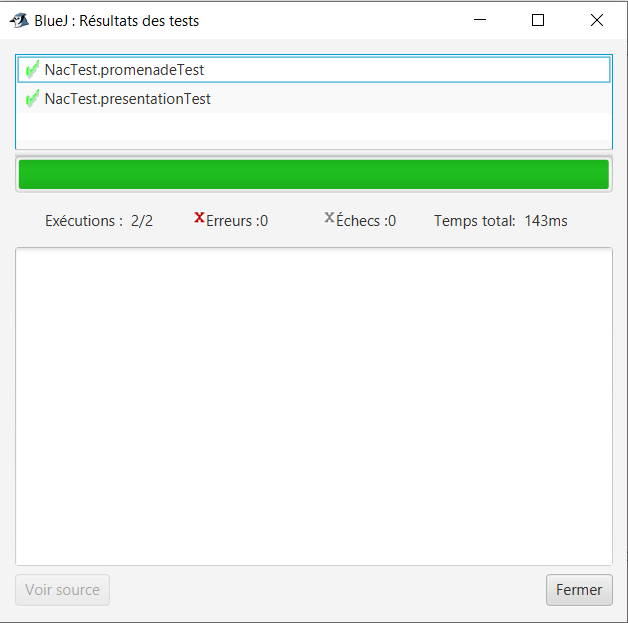 BlueJ : Résultats des tests
NacTest.promenadeTest
NacTest.presentationTest
Exécutions : 2/2 Erreurs :0 Échecs :0 Temps total: 143ms
Voir source Fermer